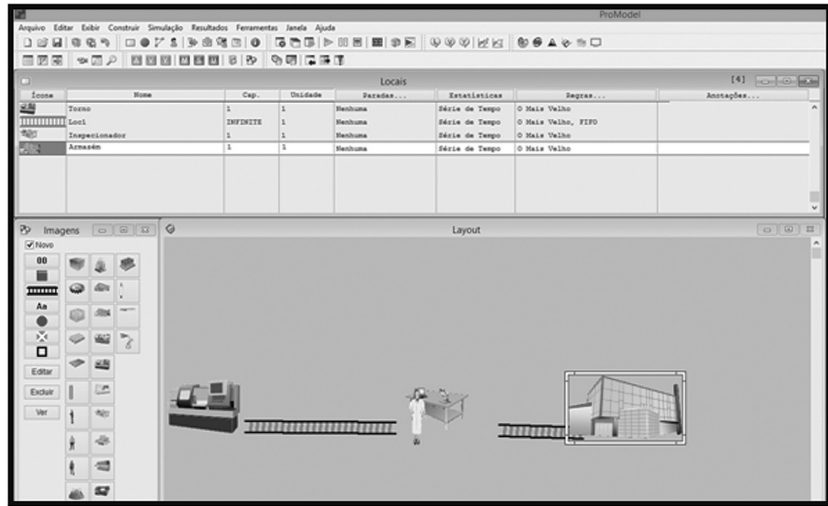 ProModel
Arquivo Editar Exibir Construir Simulação Resultados Ferramentas Janela Ajuda
Locais
[4]
Ícone Nome Cap. Unidade Paradas... Estatísticas Regras... Anotações...
Torno 1 1 Nenhuma Série de Tempo O Mais Velho
Loc1 INFINITE 1 Nenhuma Série de Tempo O Mais Velho, FIFO
Inspecionador 1 1 Nenhuma Série de Tempo O Mais Velho
Armazém 1 1 Nenhuma Série de Tempo O Mais Velho
Imagens
Layout
Novo
00
Aa
Editar
Excluir
Ver